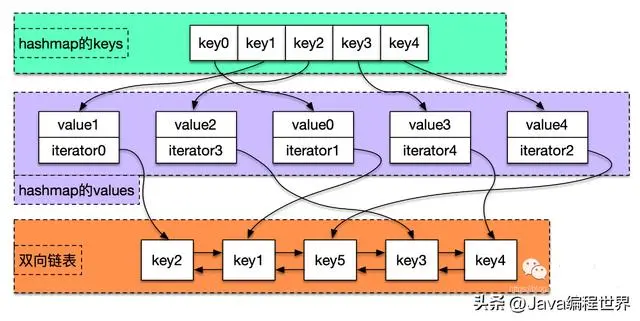 hashmap的keys
key0 key1 key2 key3 key4
value1 value2 value0 value3 value4
iterator0 iterator3 iterator1 iterator4 iterator2
hashmap的values
双向链表
key2 key1 key5 key3 key4
头条 @Java编程世界